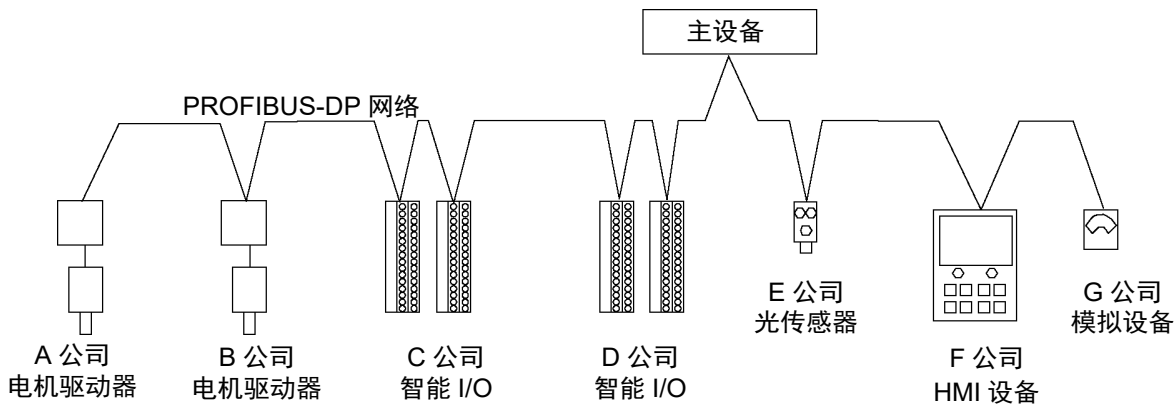 主设备
PROFIBUS-DP 网络
A 公司
电机驱动器
B 公司
电机驱动器
C 公司
智能 I/O
D 公司
智能 I/O
E 公司
光传感器
F 公司
HMI 设备
G 公司
模拟设备